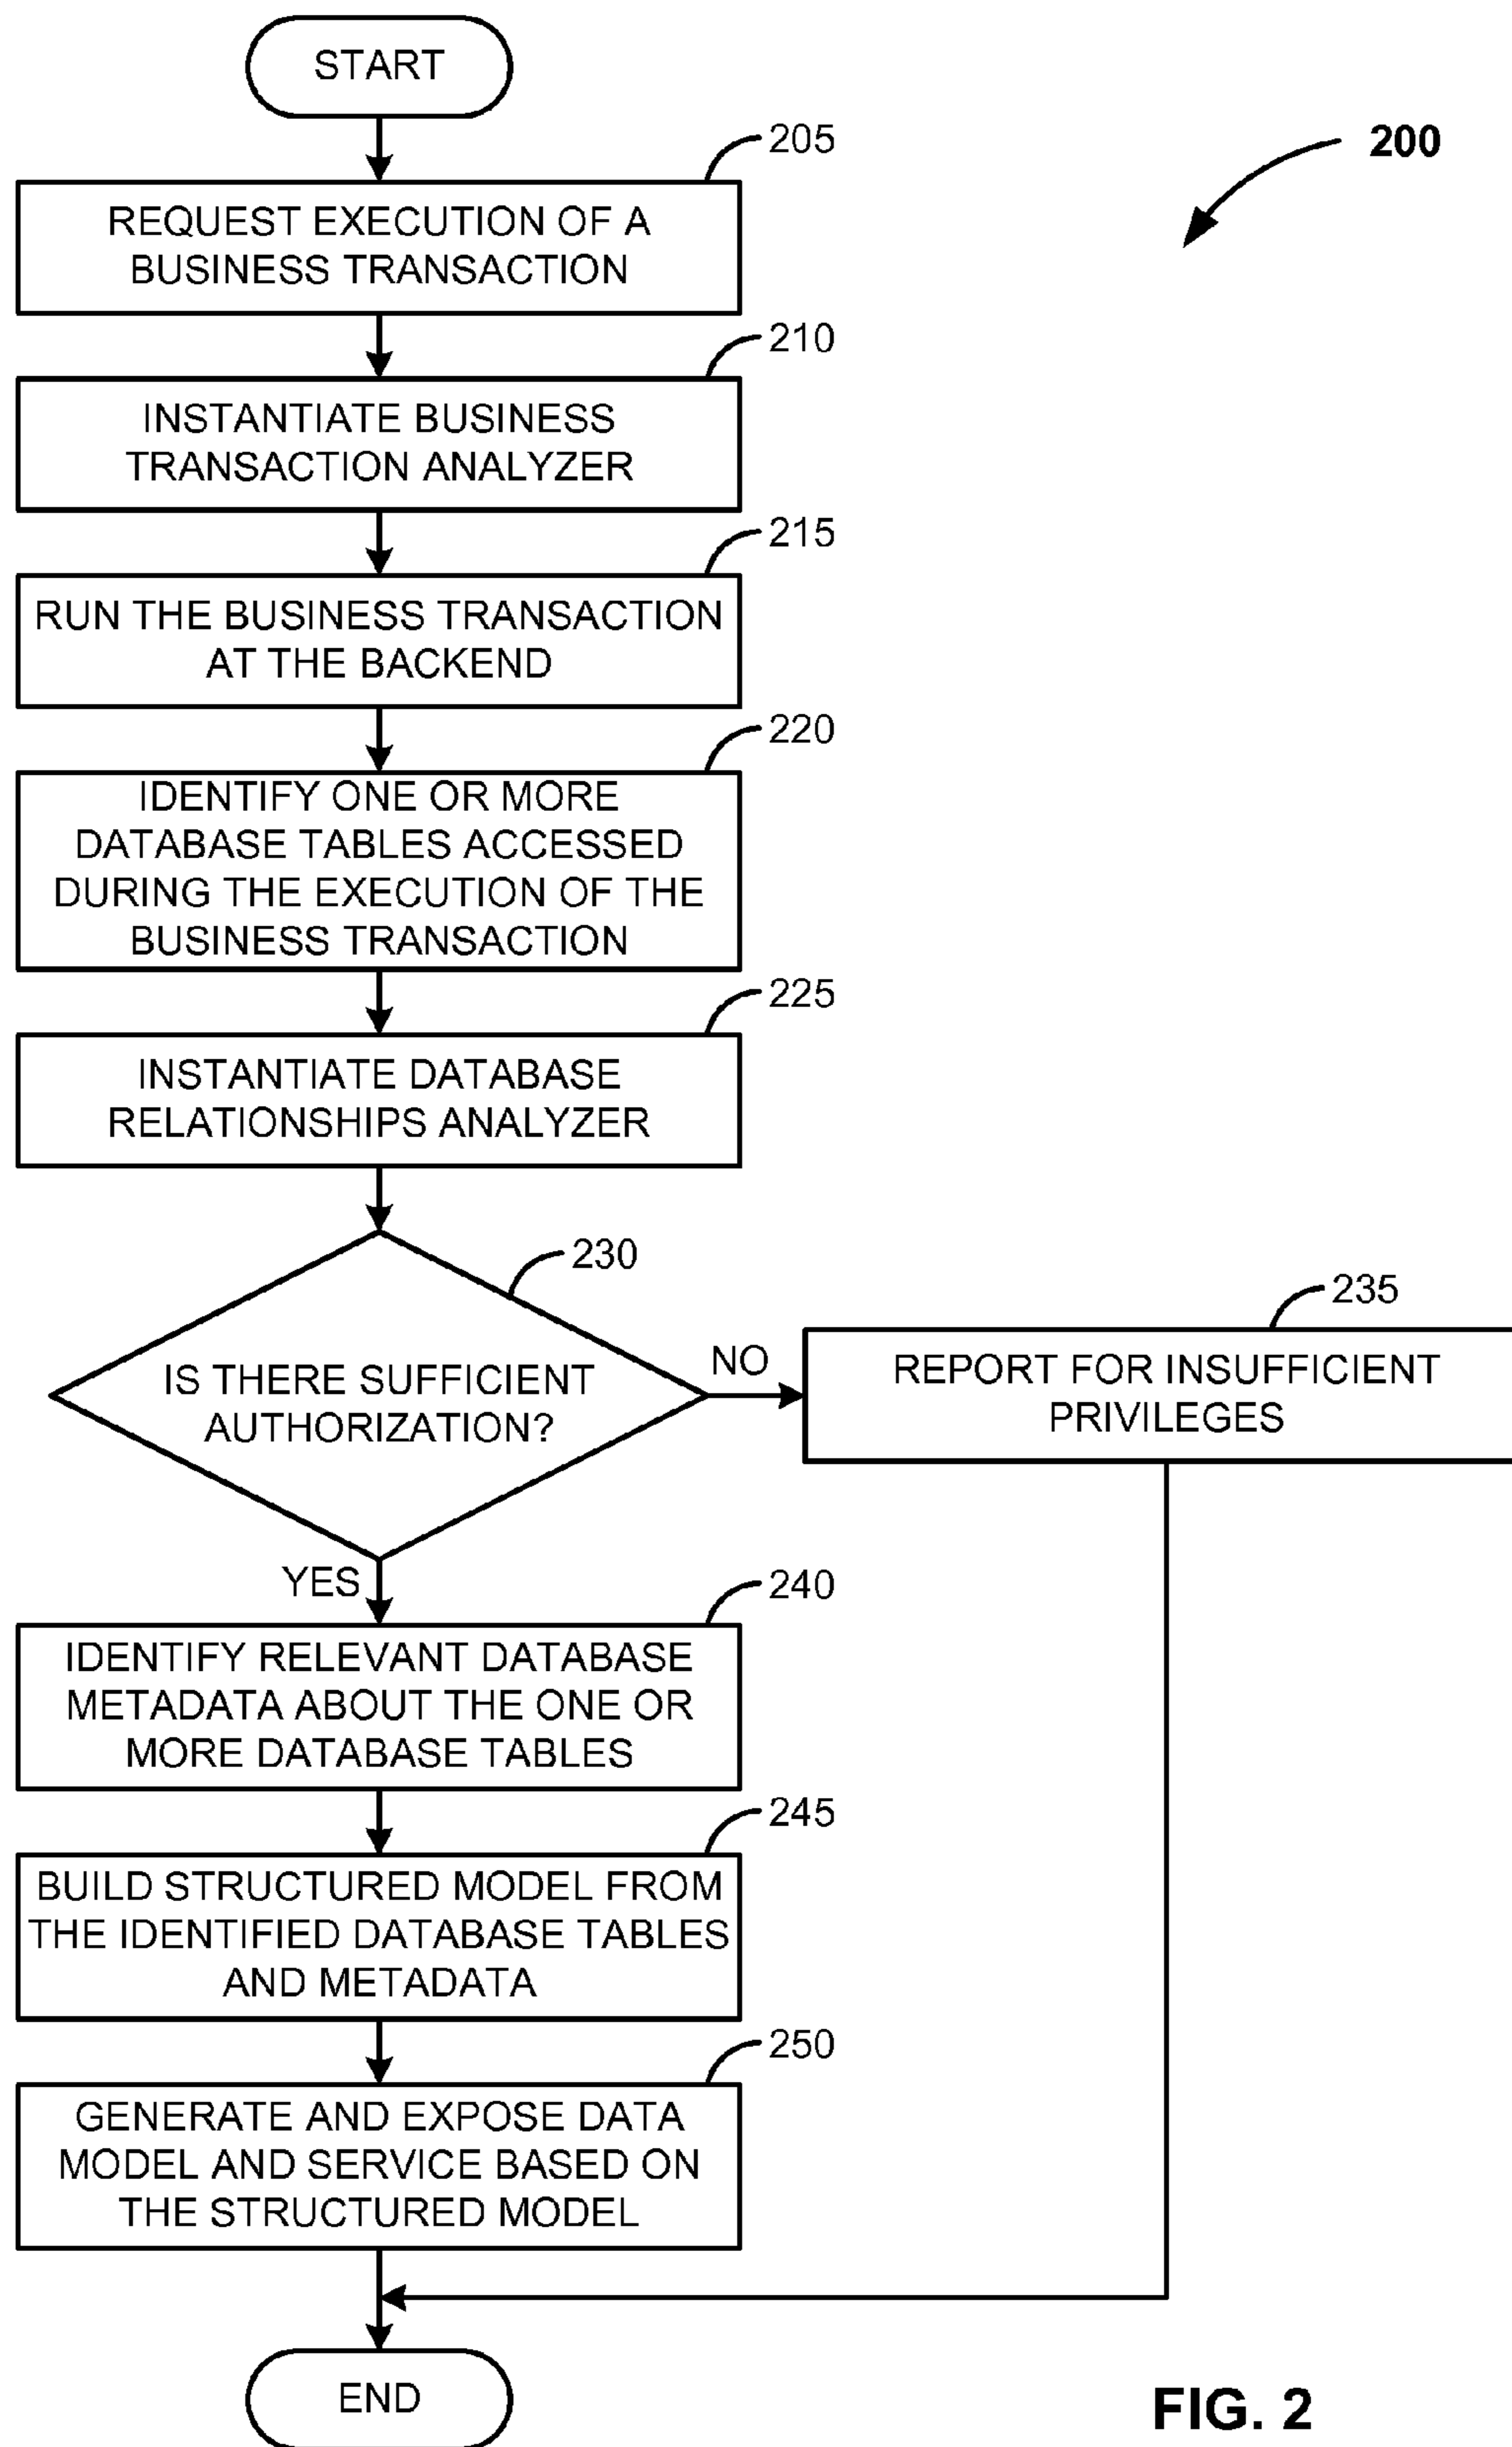 START
205
200
REQUEST EXECUTION OF A
BUSINESS TRANSACTION
210
INSTANTIATE BUSINESS
TRANSACTION ANALYZER
215
RUN THE BUSINESS TRANSACTION
AT THE BACKEND
220
IDENTIFY ONE OR MORE
DATABASE TABLES ACCESSED
DURING THE EXECUTION OF THE
BUSINESS TRANSACTION
225
INSTANTIATE DATABASE
RELATIONSHIPS ANALYZER
230
IS THERE SUFFICIENT
AUTHORIZATION?
NO
235
REPORT FOR INSUFFICIENT
PRIVILEGES
YES
240
IDENTIFY RELEVANT DATABASE
METADATA ABOUT THE ONE OR
MORE DATABASE TABLES
245
BUILD STRUCTURED MODEL FROM
THE IDENTIFIED DATABASE TABLES
AND METADATA
250
GENERATE AND EXPOSE DATA
MODEL AND SERVICE BASED ON
THE STRUCTURED MODEL
END
FIG. 2